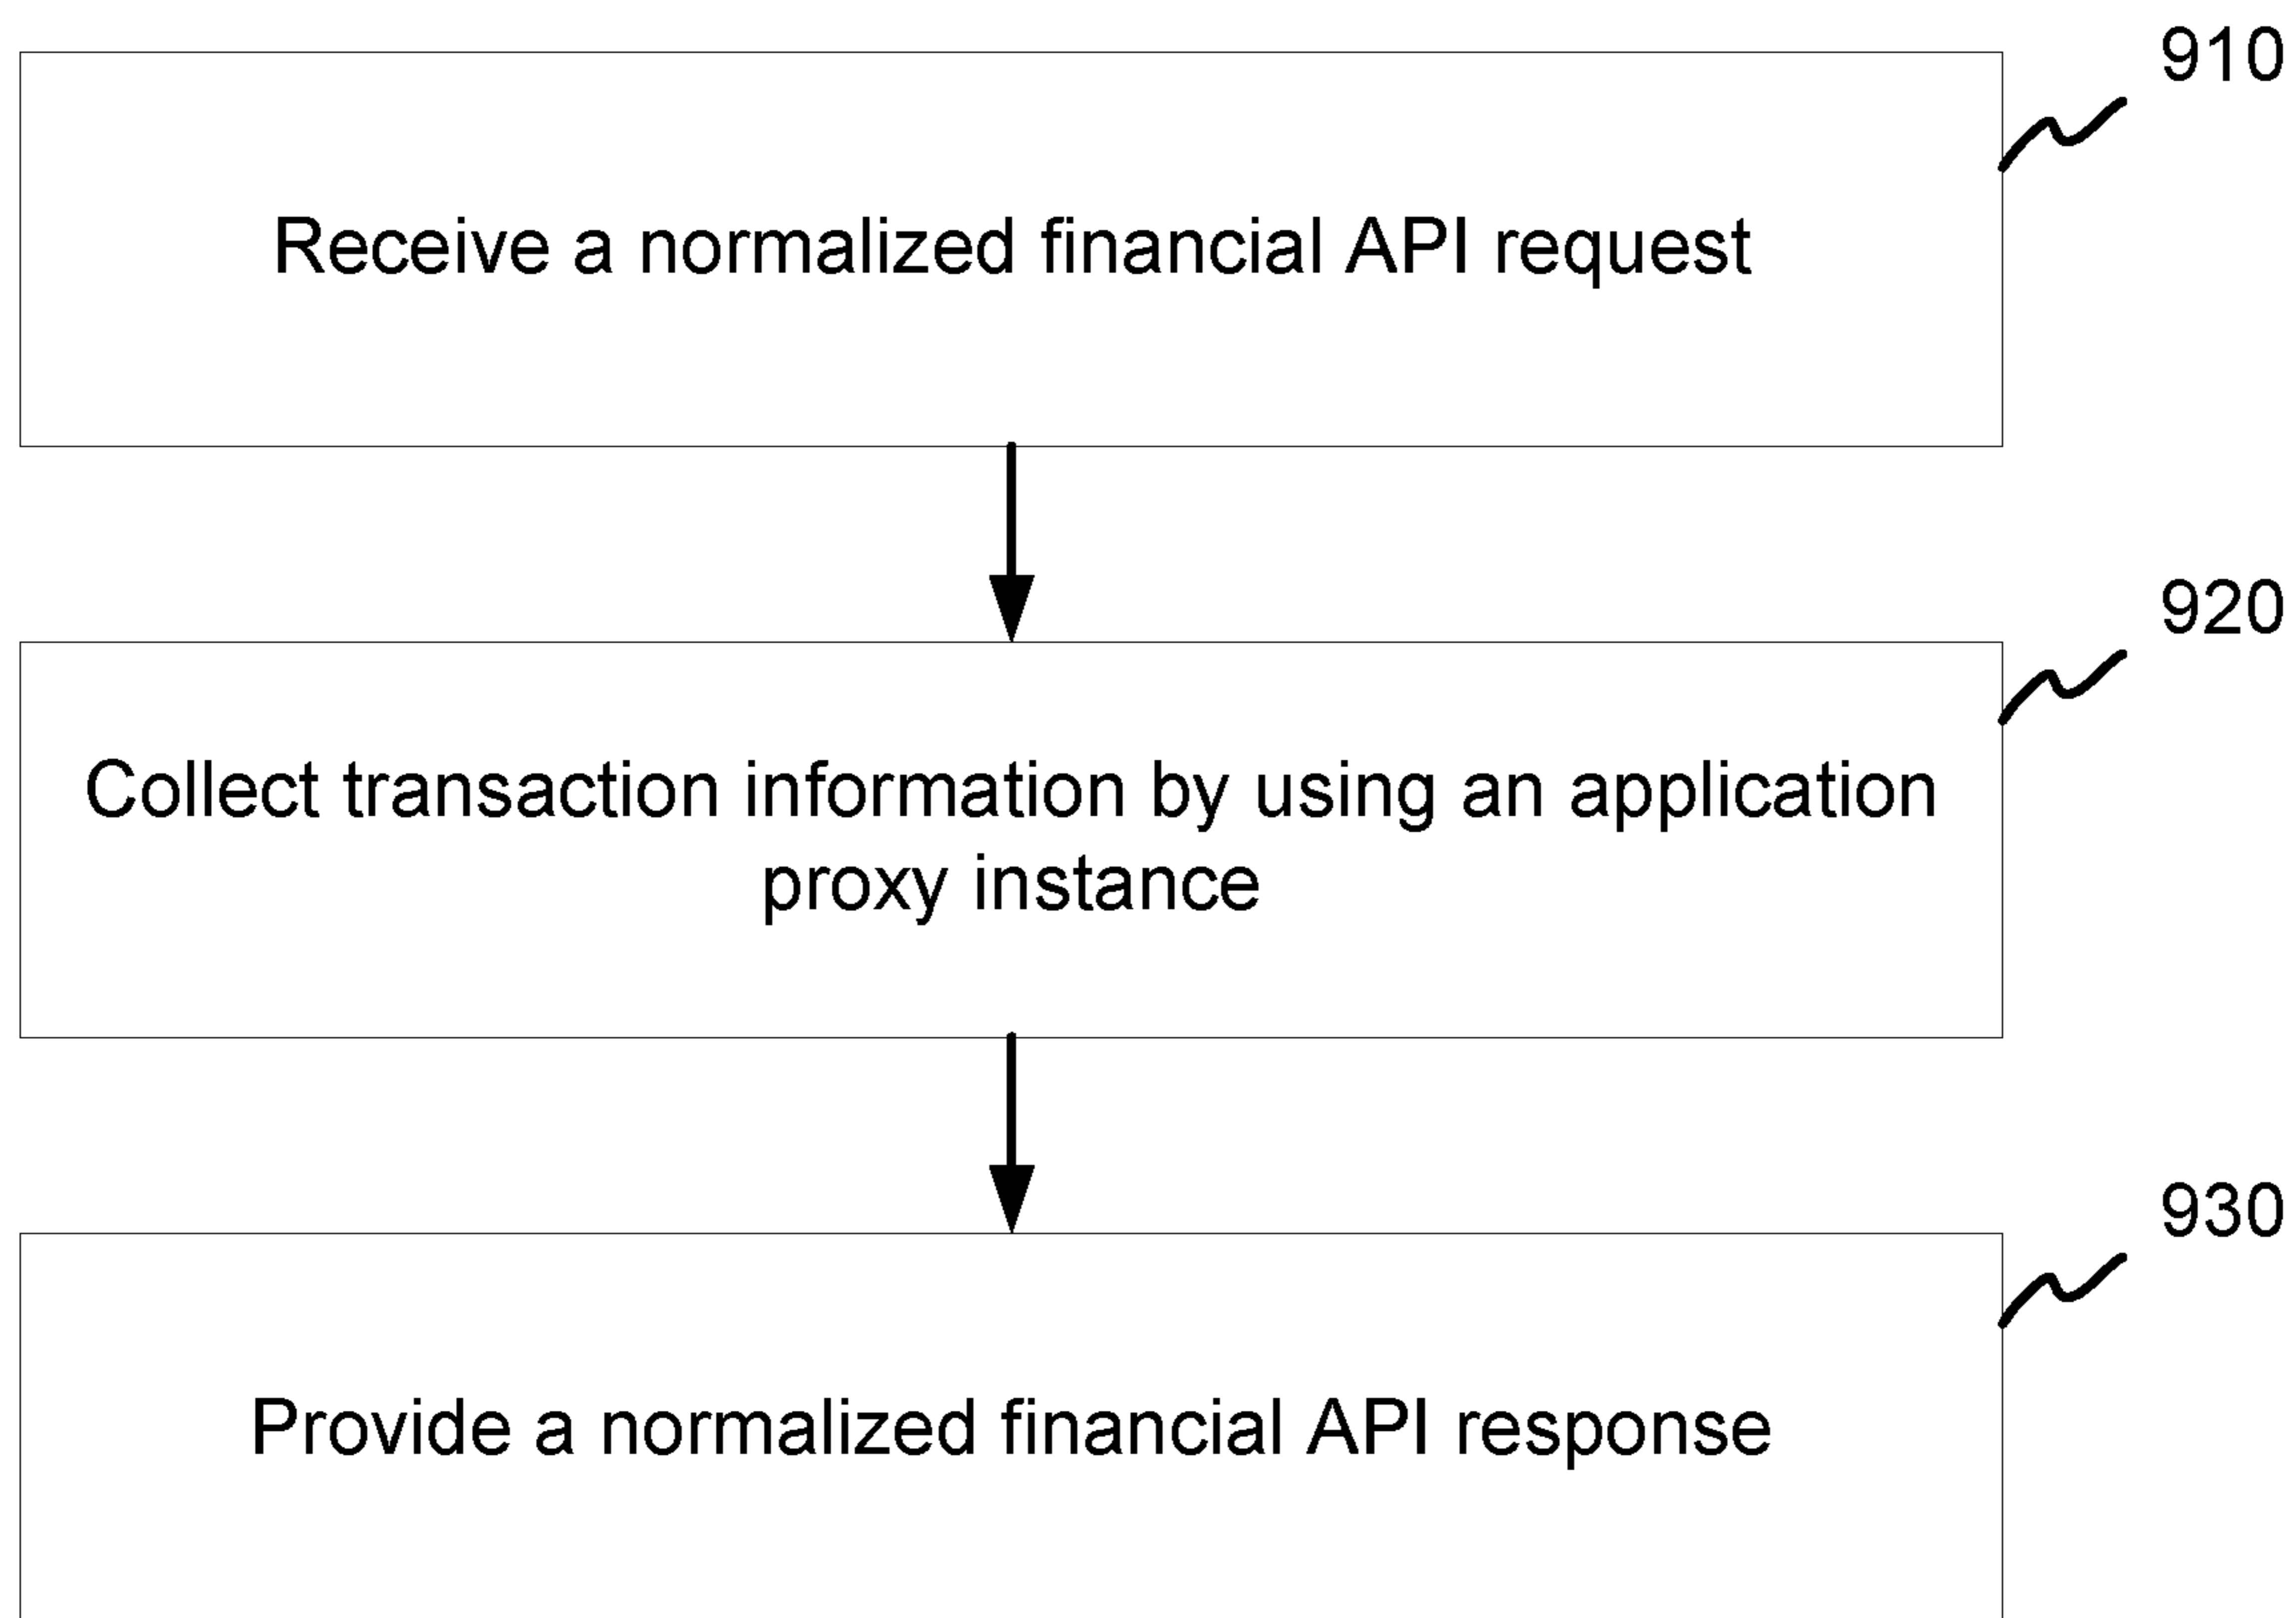 910
Receive a normalized financial API request
920
Collect transaction information by using an application
proxy instance
930
Provide a normalized financial API response